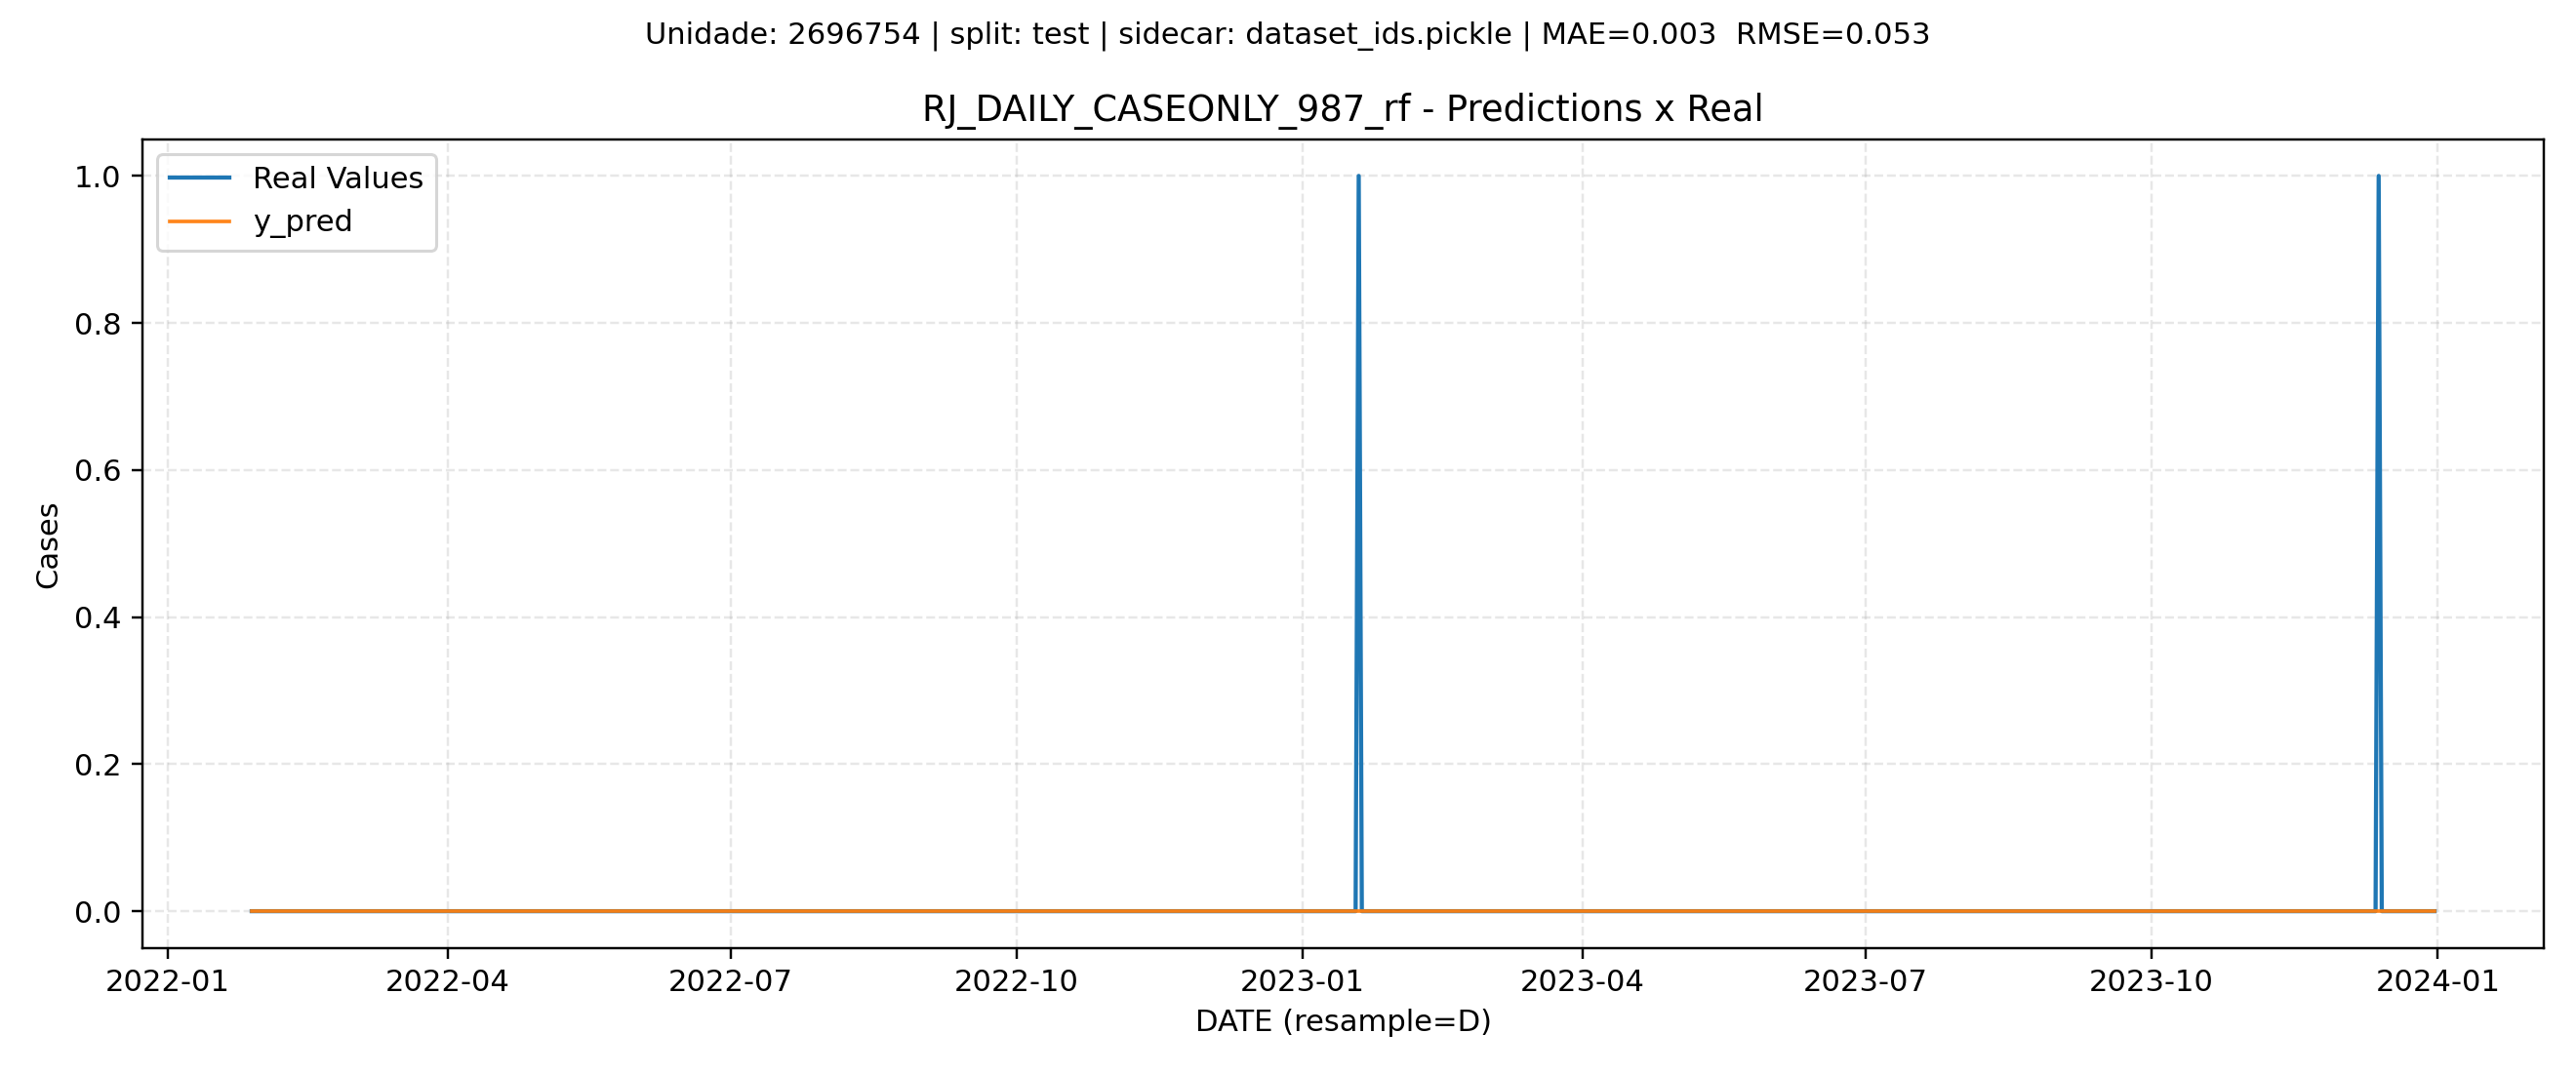 Unidade: 2696754 | split: test | sidecar: dataset_ids.pickle | MAE=0.003  RMSE=0.053
RJ_DAILY_CASEONLY_987_rf - Predictions x Real
Real Values
y_pred
1.0
0.8
0.6
0.4
0.2
0.0
Cases
2022-01 2022-04 2022-07 2022-10 2023-01 2023-04 2023-07 2023-10 2024-01
DATE (resample=D)